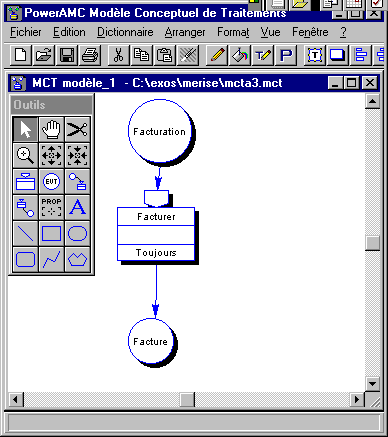 PowerAMC Modèle Conceptuel de Traitements
Fichier Edition Dictionnaire Arranger Format Vue Fenêtre ?
MCT modèle_1 - C:\exos\merise\mcta3.mct
Outils
EVT
PROP
A
Facturation
Facturer
Toujours
Facture